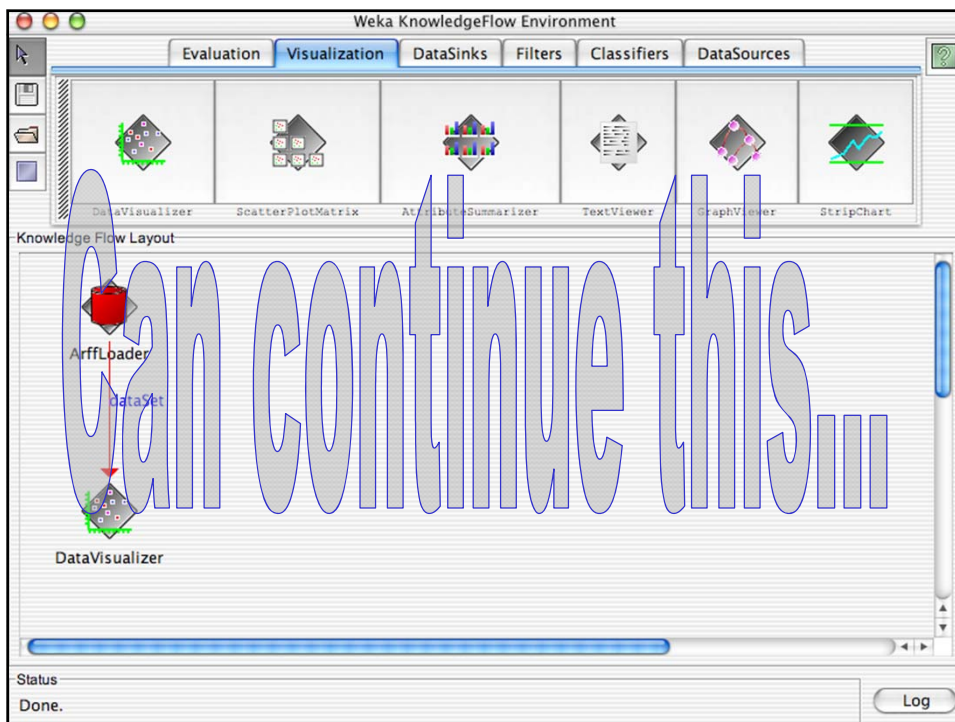 Weka KnowledgeFlow Environment
Evaluation Visualization DataSinks Filters Classifiers DataSources
DataVisualizer ScatterPlotMatrix AttributeSummarizer TextViewer GraphViewer StripChart
Knowledge Flow Layout
Can continue this...
ArffLoader
dataSet
DataVisualizer
Status
Done.
Log